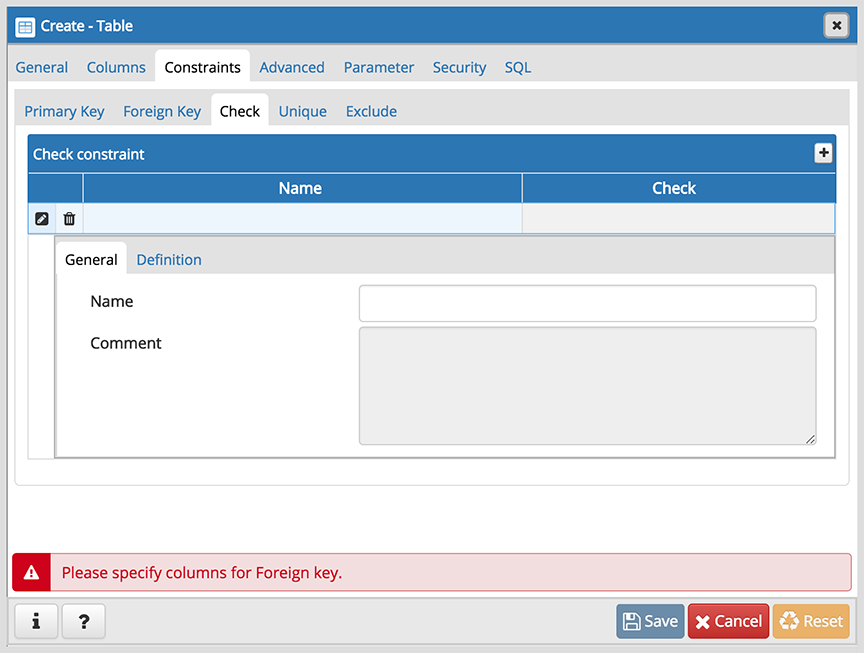 Create - Table
General Columns Constraints Advanced Parameter Security SQL
Primary Key Foreign Key Check Unique Exclude
Check constraint
Name Check
General Definition
Name
Comment
Please specify columns for Foreign key.
i ? Save Cancel Reset